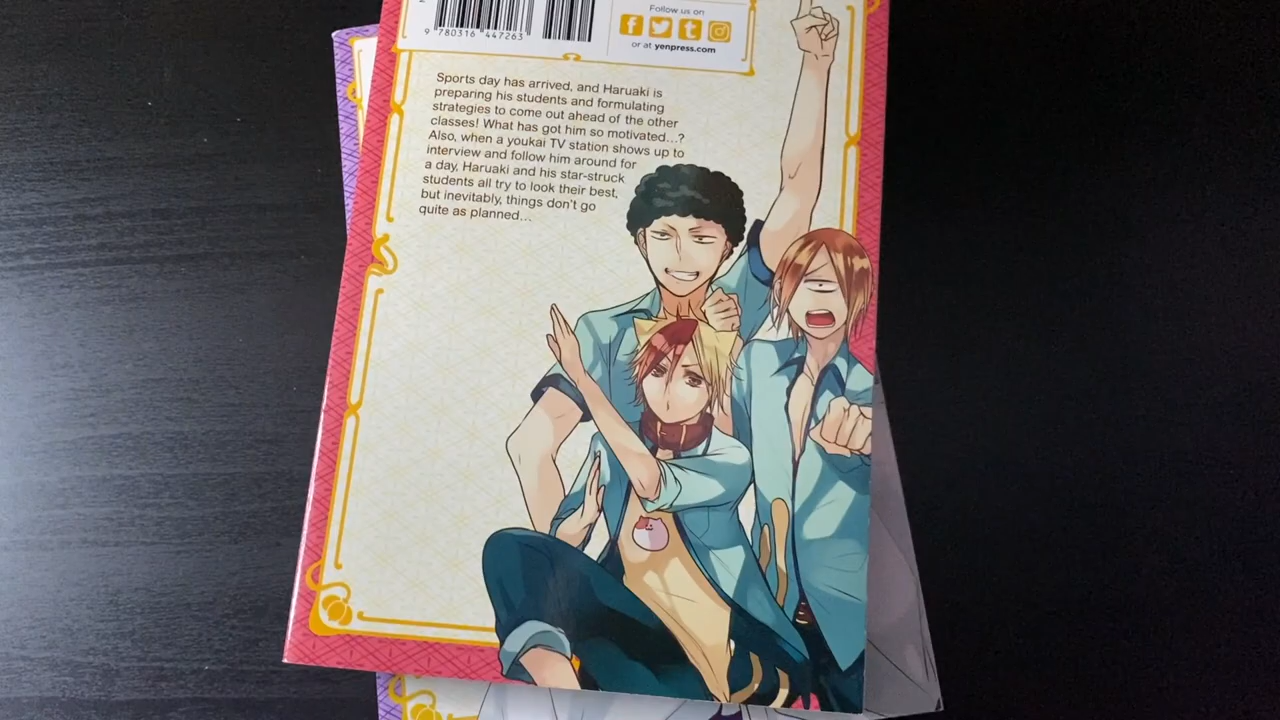 Follow us on
9 780316 447263
or at yenpress.com
Sports day has arrived, and Haruaki is
preparing his students and formulating
strategies to come out ahead of the other
classes! What has got him so motivated...?
Also, when a youkai TV station shows up to
interview and follow him around for
a day, Haruaki and his star-struck
students all try to look their best,
but inevitably, things don't go
quite as planned...